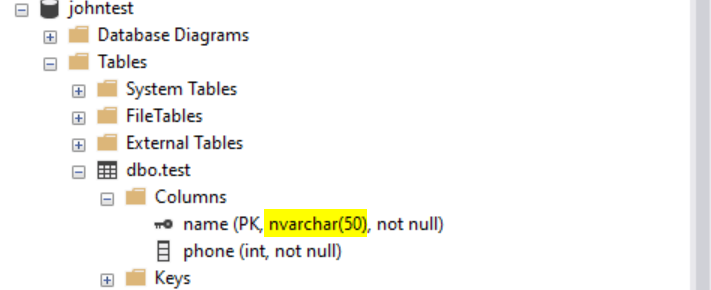 johntest
Database Diagrams
Tables
System Tables
FileTables
External Tables
dbo.test
Columns
name (PK, nvarchar(50), not null)
phone (int, not null)
Keys